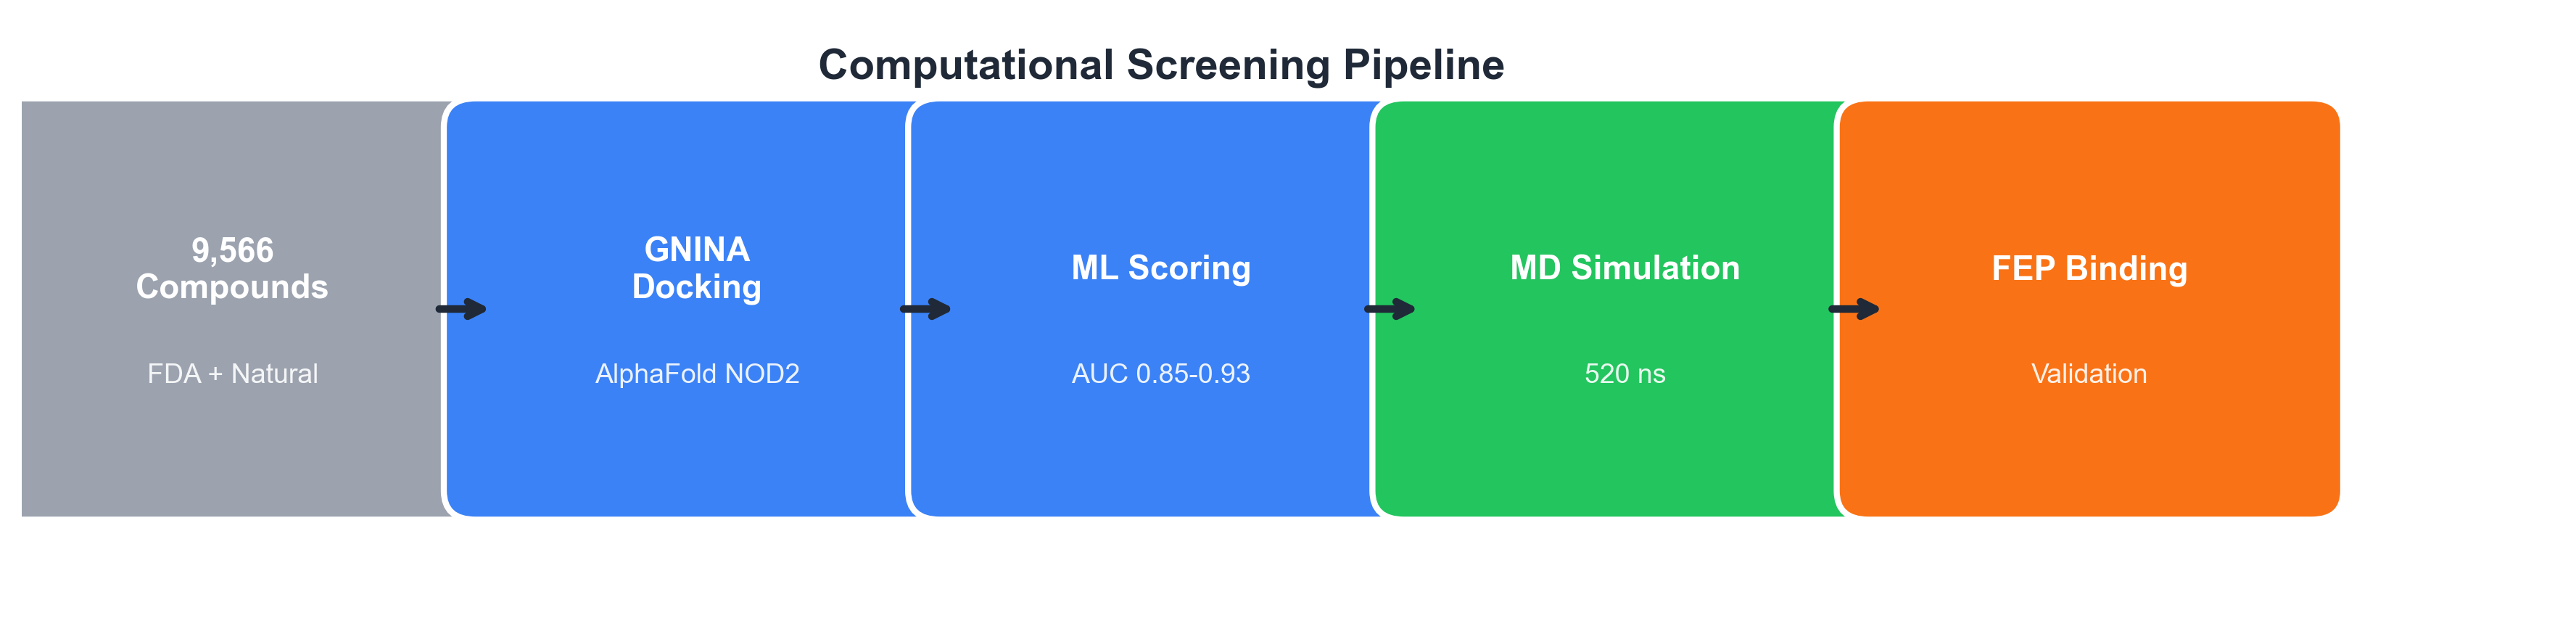 Computational Screening Pipeline
9,566
Compounds
FDA + Natural
GNINA
Docking
AlphaFold NOD2
ML Scoring
AUC 0.85-0.93
MD Simulation
520 ns
FEP Binding
Validation